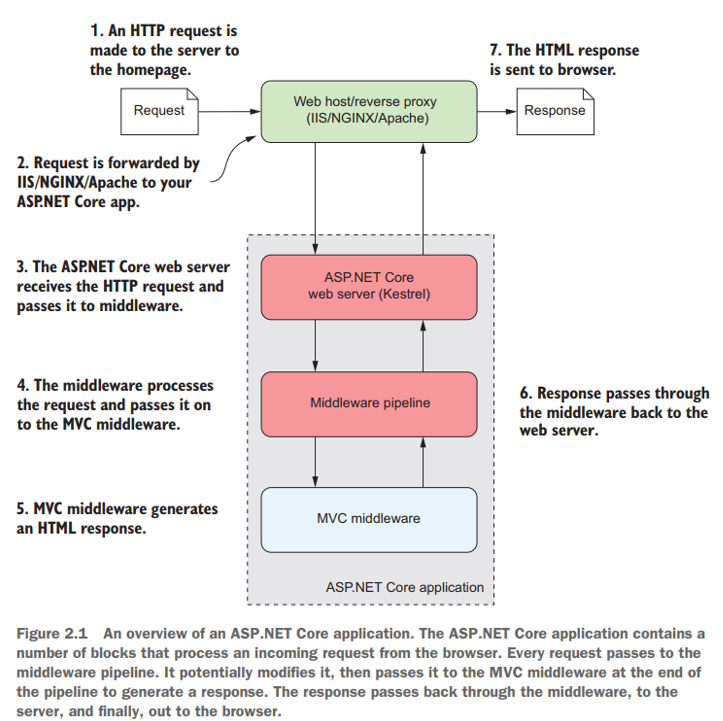 1. An HTTP request is
made to the server to
the homepage.
7. The HTML response
is sent to browser.
Request
Web host/reverse proxy
(IIS/NGINX/Apache)
Response
2. Request is forwarded by
IIS/NGINX/Apache to your
ASP.NET Core app.
3. The ASP.NET Core web server
receives the HTTP request and
passes it to middleware.
ASP.NET Core
web server (Kestrel)
4. The middleware processes
the request and passes it on
to the MVC middleware.
Middleware pipeline
6. Response passes through
the middleware back to the
web server.
5. MVC middleware generates
an HTML response.
MVC middleware
ASP.NET Core application
Figure 2.1 An overview of an ASP.NET Core application. The ASP.NET Core application contains a
number of blocks that process an incoming request from the browser. Every request passes to the
middleware pipeline. It potentially modifies it, then passes it to the MVC middleware at the end of
the pipeline to generate a response. The response passes back through the middleware, to the
server, and finally, out to the browser.